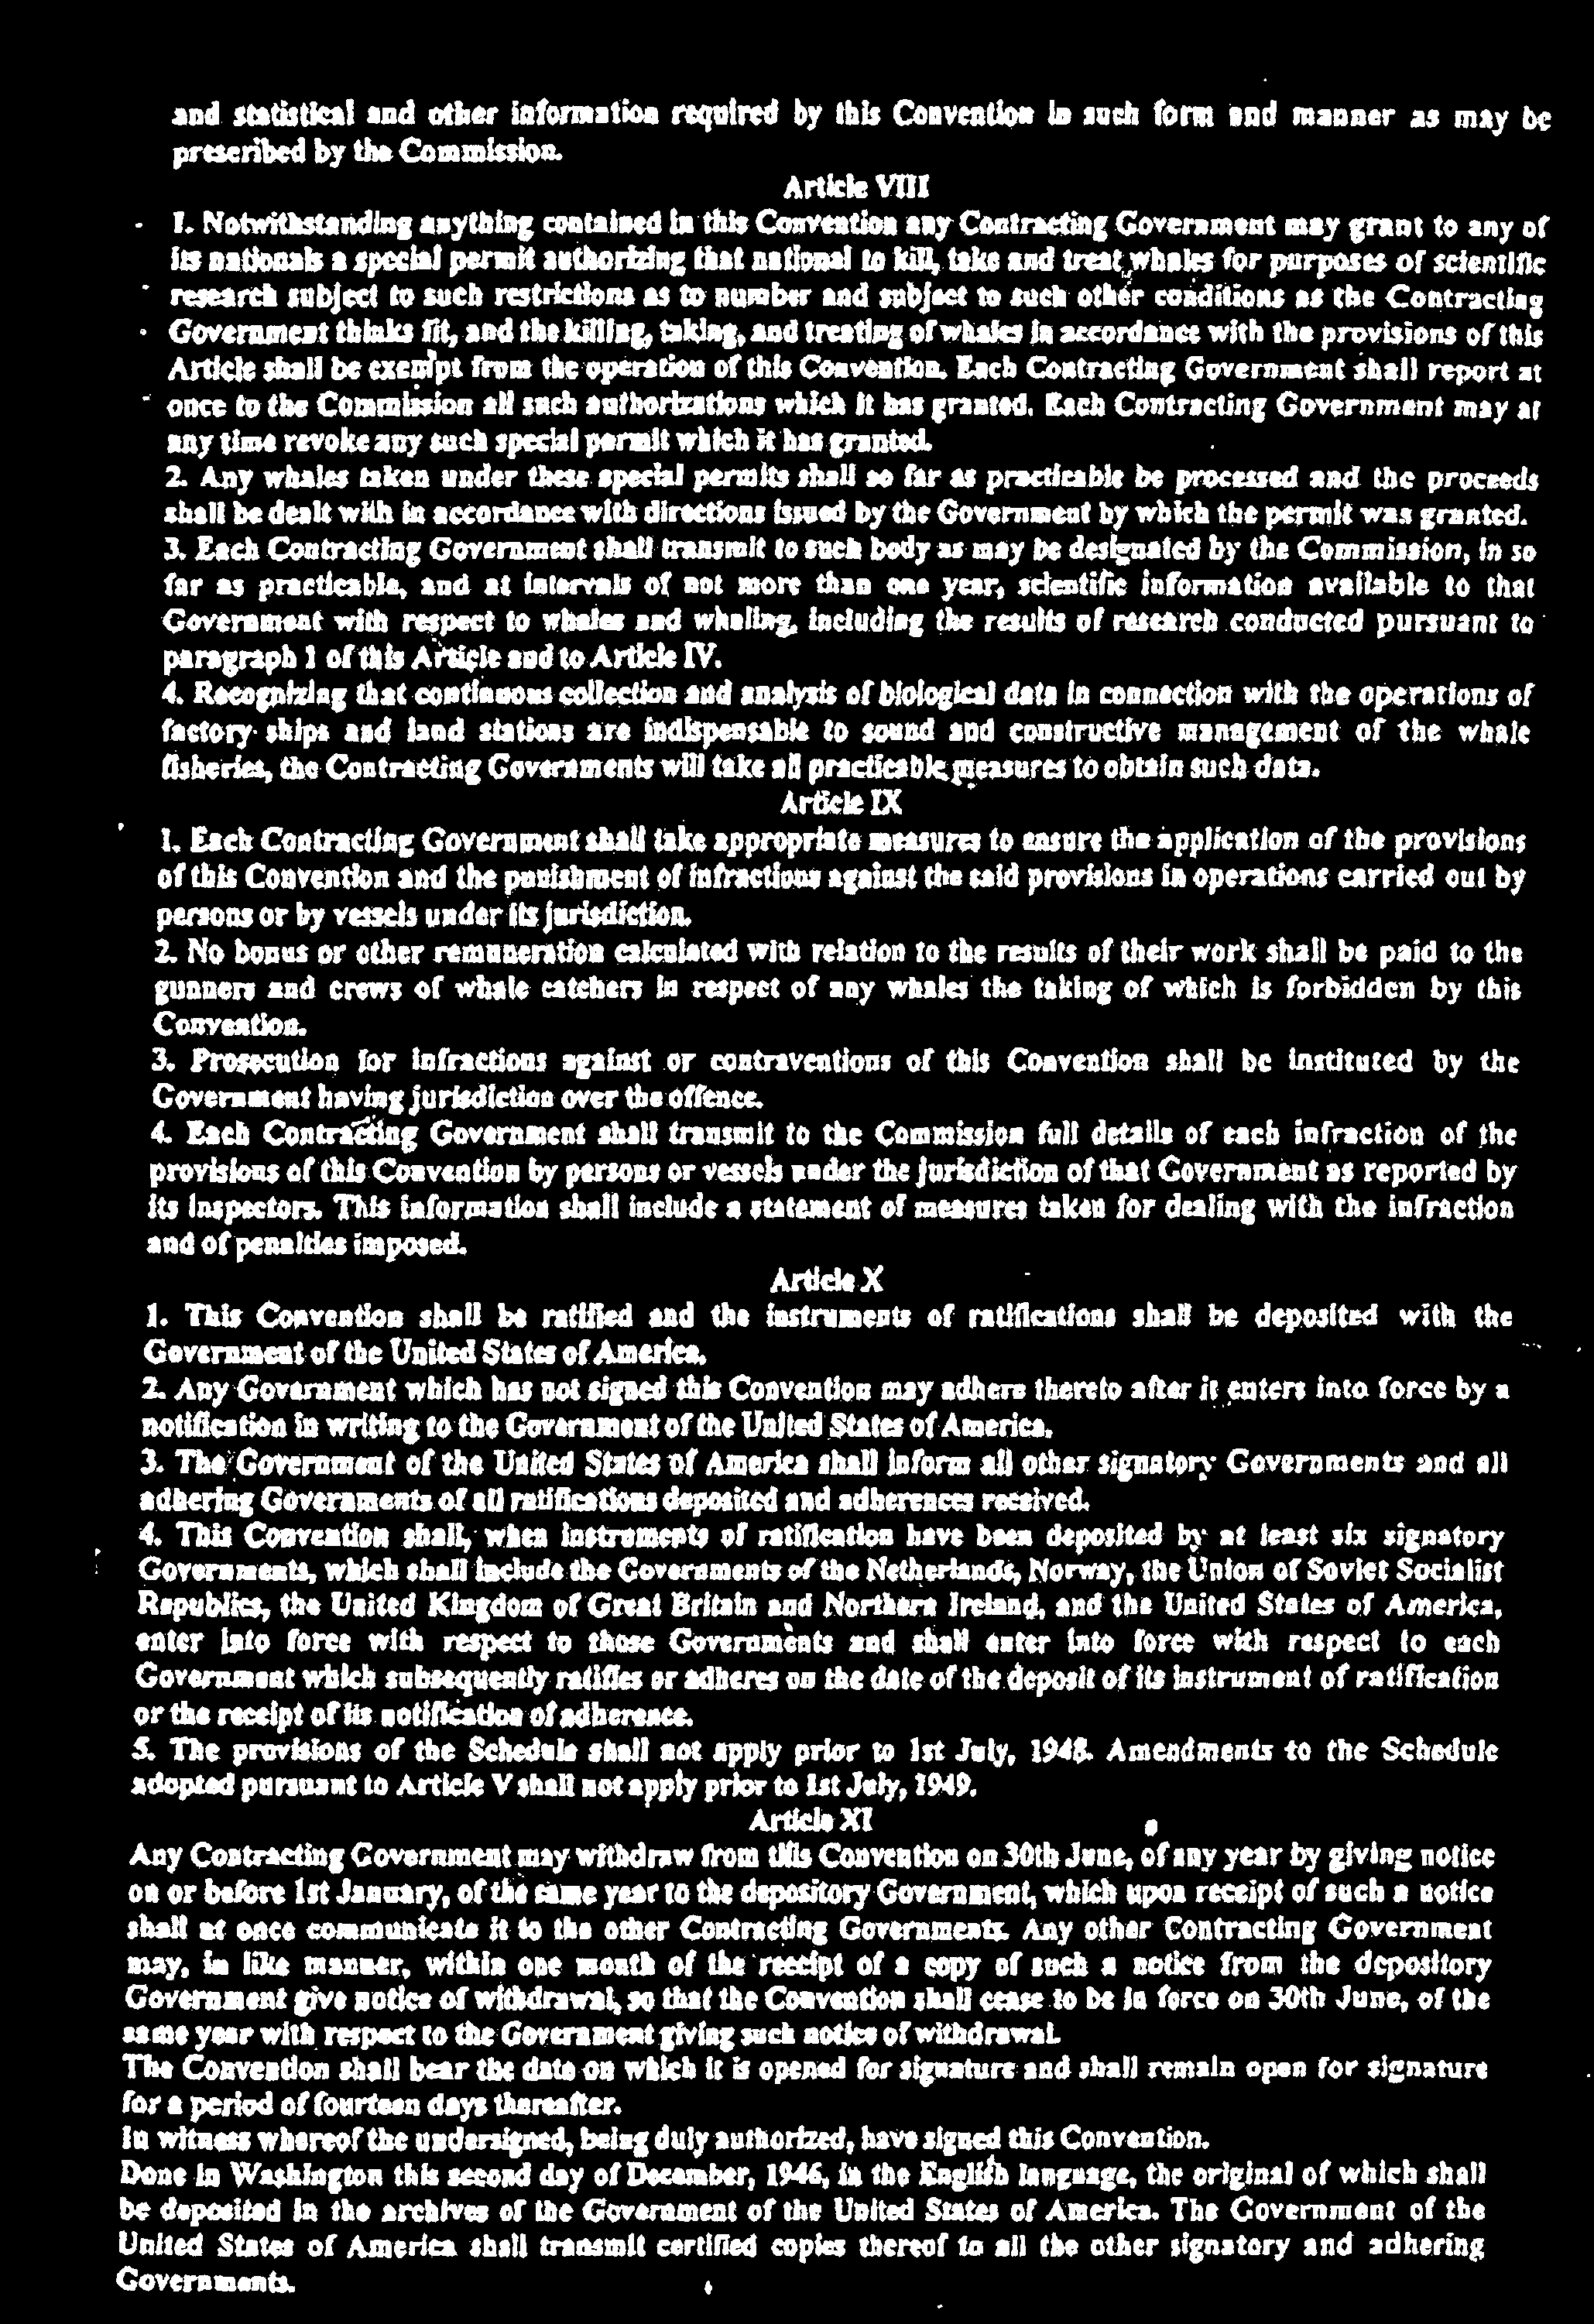 and statistical and other information required by this Convention in such form and manner as may be
prescribed by the Commission.
Article VIII
1. Notwithstanding anything contained in this Convention any Contracting Government may grant to any of
its nationals a special permit authorizing that national to kill, take and treat whales for purposes of scientific
research subject to such restrictions as to number and subject to such other conditions as the Contracting
Government thinks fit, and the killing, taking, and treating of whales in accordance with the provisions of this
Article shall be exempt from the operation of this Convention. Each Contracting Government shall report at
once to the Commission all such authorizations which it has granted. Each Contracting Government may at
any time revoke any such special permit which it has granted.
2. Any whales taken under these special permits shall so far as practicable be processed and the proceeds
shall be dealt with in accordance with directions issued by the Government by which the permit was granted.
3. Each Contracting Government shall transmit to such body as may be designated by the Commission, in so
far as practicable, and at intervals of not more than one year, scientific information available to that
Government with respect to whales and whaling, including the results of research conducted pursuant to
paragraph 1 of this Article and to Article IV.
4. Recognizing that continuous collection and analysis of biological data in connection with the operations of
factory ships and land stations are indispensable to sound and constructive management of the whale
fisheries, the Contracting Governments will take all practicable measures to obtain such data.
Article IX
1. Each Contracting Government shall take appropriate measures to ensure the application of the provisions
of this Convention and the punishment of infractions against the said provisions in operations carried out by
persons or by vessels under its jurisdiction.
2. No bonus or other remuneration calculated with relation to the results of their work shall be paid to the
gunners and crews of whale catchers in respect of any whales the taking of which is forbidden by this
Convention.
3. Prosecution for infractions against or contraventions of this Convention shall be instituted by the
Government having jurisdiction over the offence.
4. Each Contracting Government shall transmit to the Commission full details of each infraction of the
provisions of this Convention by persons or vessels under the jurisdiction of that Government as reported by
its inspectors. This information shall include a statement of measures taken for dealing with the infraction
and of penalties imposed.
Article X
1. This Convention shall be ratified and the instruments of ratifications shall be deposited with the
Government of the United States of America.
2. Any Government which has not signed this Convention may adhere thereto after it enters into force by a
notification in writing to the Government of the United States of America.
3. The Government of the United States of America shall inform all other signatory Governments and all
adhering Governments of all ratifications deposited and adherences received.
4. This Convention shall, when instruments of ratification have been deposited by at least six signatory
Governments, which shall include the Governments of the Netherlands, Norway, the Union of Soviet Socialist
Republics, the United Kingdom of Great Britain and Northern Ireland, and the United States of America,
enter into force with respect to those Governments and shall enter into force with respect to each
Government which subsequently ratifies or adheres on the date of the deposit of its instrument of ratification
or the receipt of its notification of adherence.
5. The provisions of the Schedule shall not apply prior to 1st July, 1948. Amendments to the Schedule
adopted pursuant to Article V shall not apply prior to 1st July, 1949.
Article XI
Any Contracting Government may withdraw from this Convention on 30th June, of any year by giving notice
on or before 1st January, of the same year to the depository Government, which upon receipt of such a notice
shall at once communicate it to the other Contracting Governments. Any other Contracting Government
may, in like manner, within one month of the receipt of a copy of such a notice from the depository
Government give notice of withdrawal, so that the Convention shall cease to be in force on 30th June, of the
same year with respect to the Government giving such notice of withdrawal.
The Convention shall bear the date on which it is opened for signature and shall remain open for signature
for a period of fourteen days thereafter.
In witness whereof the undersigned, being duly authorized, have signed this Convention.
Done in Washington this second day of December, 1946, in the English language, the original of which shall
be deposited in the archives of the Government of the United States of America. The Government of the
United States of America shall transmit certified copies thereof to all the other signatory and adhering
Governments.